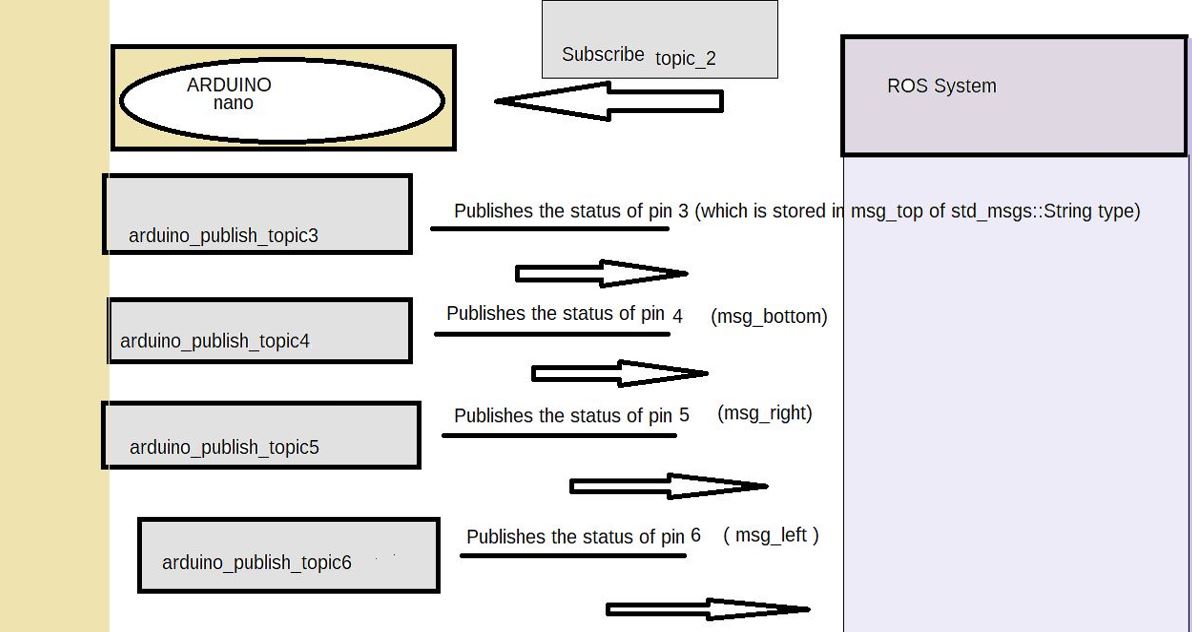 Subscribe topic_2
ARDUINO
nano
ROS System
Publishes the status of pin 3 (which is stored in msg_top of std_msgs::String type)
arduino_publish_topic3
Publishes the status of pin 4 (msg_bottom)
arduino_publish_topic4
Publishes the status of pin 5 (msg_right)
arduino_publish_topic5
Publishes the status of pin 6 ( msg_left )
arduino_publish_topic6